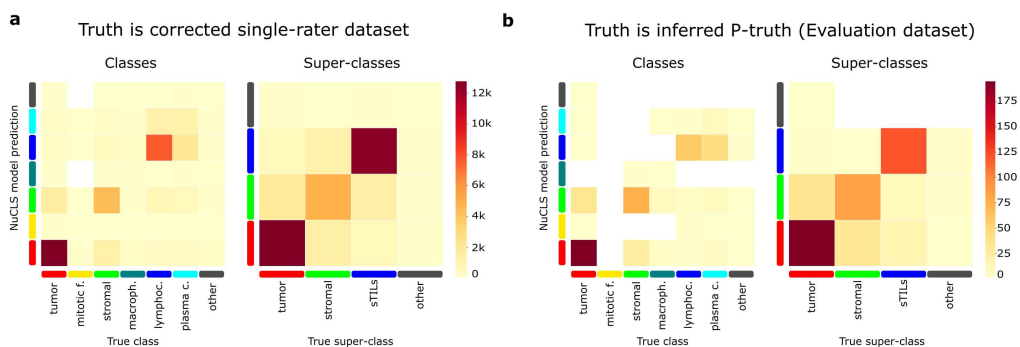 a
Truth is corrected single-rater dataset
Classes
Super-classes
NuCLS model prediction
12k
10k
8k
6k
4k
2k
0
tumor
mitotic f.
stromal
macroph.
lymphoc.
plasma c.
other
True class
tumor
stromal
sTILs
other
True super-class
b
Truth is inferred P-truth (Evaluation dataset)
Classes
Super-classes
NuCLS model prediction
175
150
125
100
75
50
25
0
tumor
mitotic f.
stromal
macroph.
lymphoc.
plasma c.
other
True class
tumor
stromal
sTILs
other
True super-class